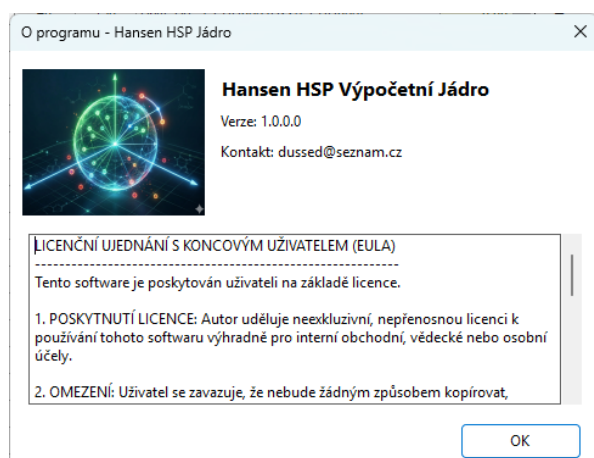 O programu - Hansen HSP Jádro
Hansen HSP Výpočetní Jádro
Verze: 1.0.0.0
Kontakt: dussed@seznam.cz
LICENČNÍ UJEDNÁNÍ S KONCOVÝM UŽIVATELEM (EULA)
----------------------------------------------------------------
Tento software je poskytován uživateli na základě licence.
1. POSKYTNUTÍ LICENCE: Autor uděluje neexkluzivní, nepřenosnou licenci k
používání tohoto softwaru výhradně pro interní obchodní, vědecké nebo osobní
účely.
2. OMEZENÍ: Uživatel se zavazuje, že nebude žádným způsobem kopírovat,
OK